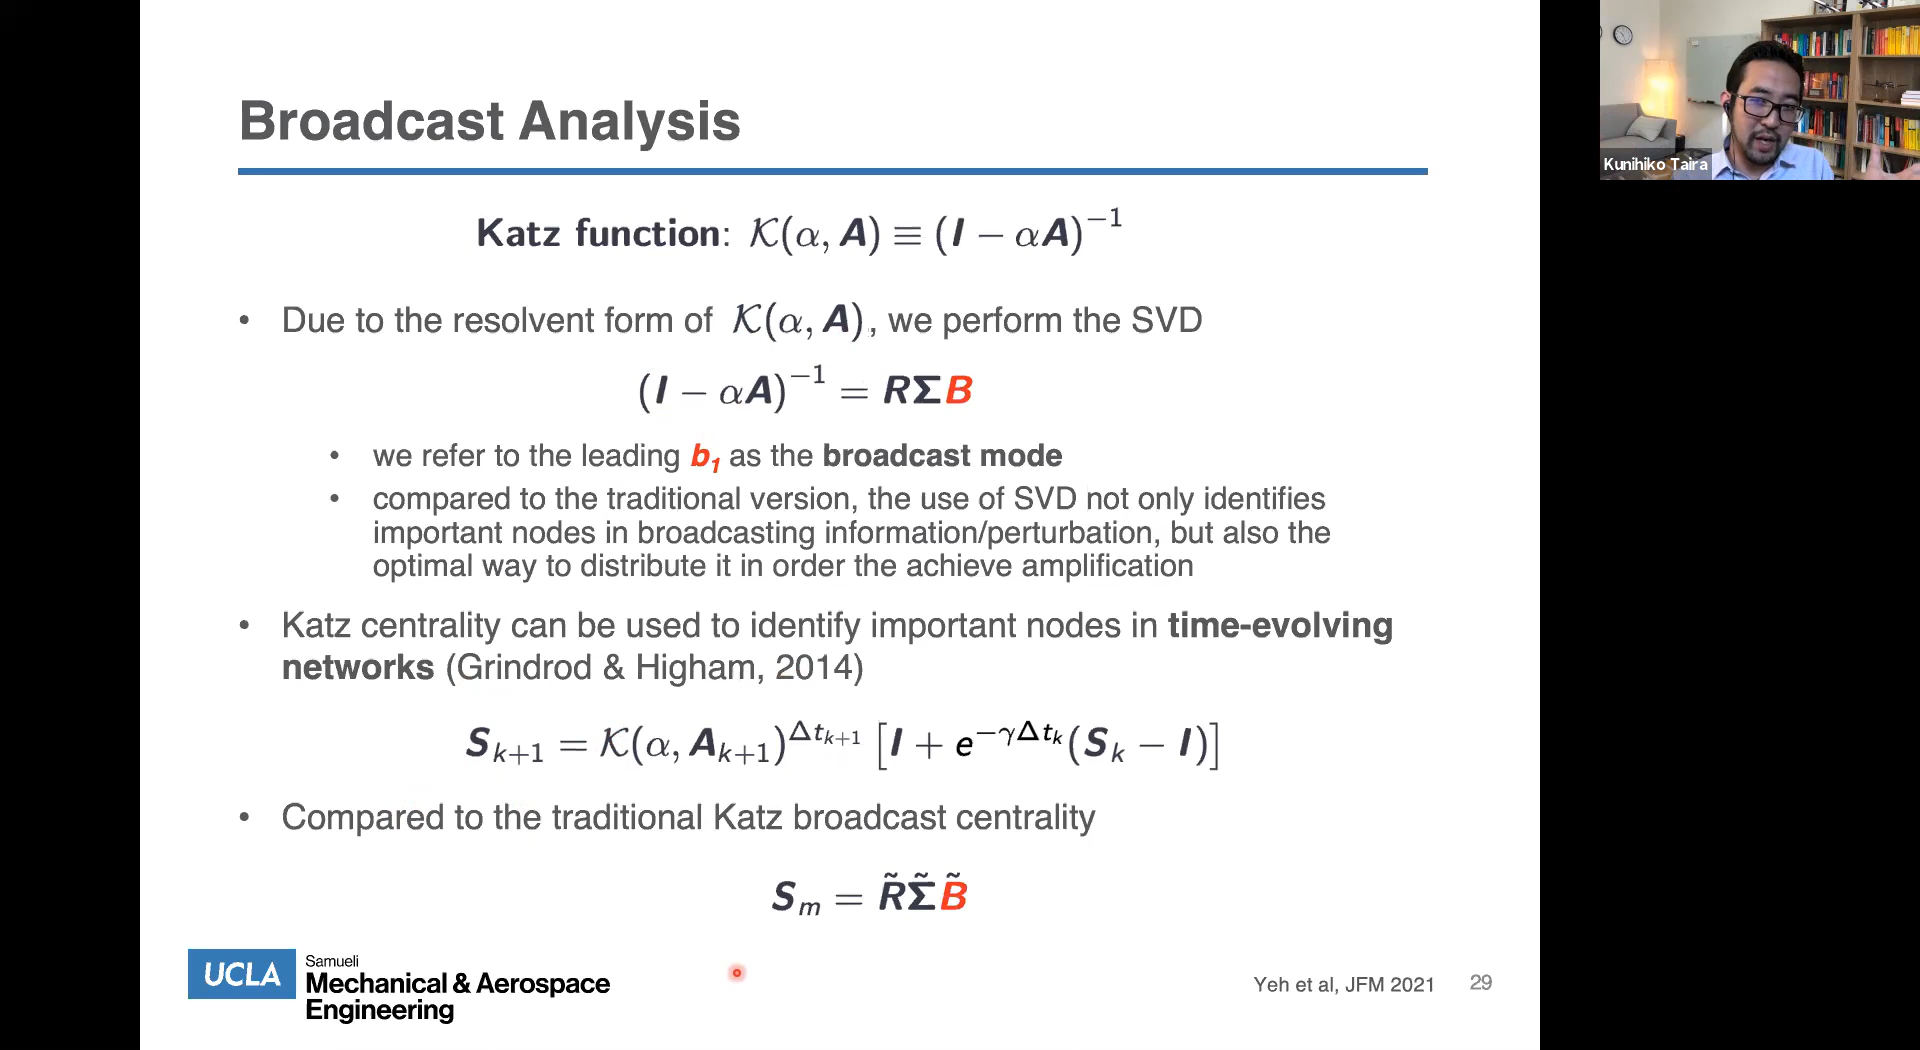 Broadcast Analysis
Katz function: 𝒦(α, A) ≡ (I − αA)⁻¹
• Due to the resolvent form of 𝒦(α, A), we perform the SVD
(I − αA)⁻¹ = RΣB
• we refer to the leading b₁ as the broadcast mode
• compared to the traditional version, the use of SVD not only identifies
important nodes in broadcasting information/perturbation, but also the
optimal way to distribute it in order the achieve amplification
• Katz centrality can be used to identify important nodes in time-evolving
networks (Grindrod & Higham, 2014)
S_{k+1} = 𝒦(α, A_{k+1})^{Δt_{k+1}} [I + e^{−γΔt_k}(S_k − I)]
• Compared to the traditional Katz broadcast centrality
S_m = R̃Σ̃B̃
UCLA
Samueli
Mechanical & Aerospace
Engineering
Yeh et al, JFM 2021
29
Kunihiko Taira